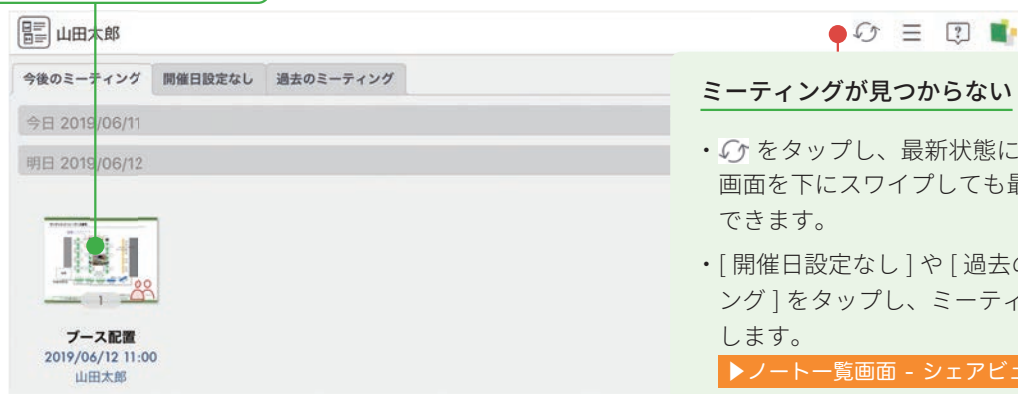 山田太郎
今後のミーティング 開催日設定なし 過去のミーティング
今日 2019/06/11
明日 2019/06/12
1
ブース配置
2019/06/12 11:00
山田太郎
ミーティングが見つからない
・ をタップし、最新状態に
画面を下にスワイプしても最
できます。
・[ 開催日設定なし ] や [ 過去の
ング ] をタップし、ミーティ
します。
▶ノート一覧画面 - シェアビュ